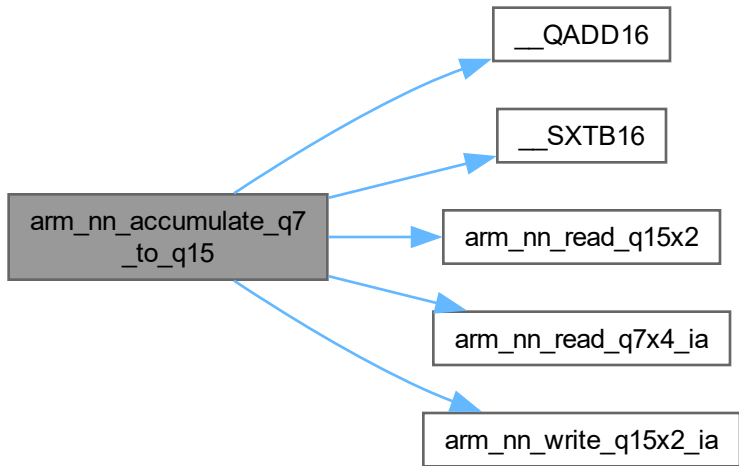 __QADD16
__SXTB16
arm_nn_accumulate_q7
_to_q15
arm_nn_read_q15x2
arm_nn_read_q7x4_ia
arm_nn_write_q15x2_ia